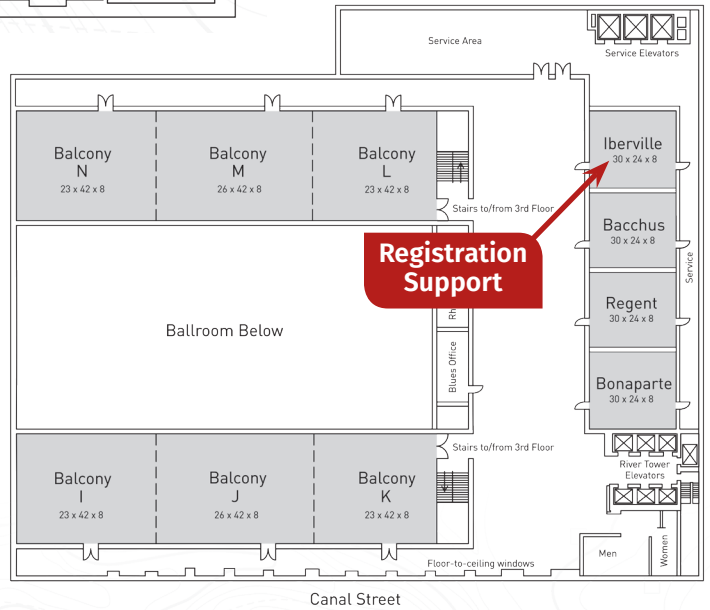 Service Area
Service Elevators
Balcony
N
23 x 42 x 8
Balcony
M
26 x 42 x 8
Balcony
L
23 x 42 x 8
Iberville
30 x 24 x 8
Stairs to/from 3rd Floor
Bacchus
30 x 24 x 8
Registration
Support
Service
Regent
30 x 24 x 8
Rh
Ballroom Below
Blues Office
Bonaparte
30 x 24 x 8
Stairs to/from 3rd Floor
River Tower
Elevators
Balcony
I
23 x 42 x 8
Balcony
J
26 x 42 x 8
Balcony
K
23 x 42 x 8
Men
Women
Floor-to-ceiling windows
Canal Street